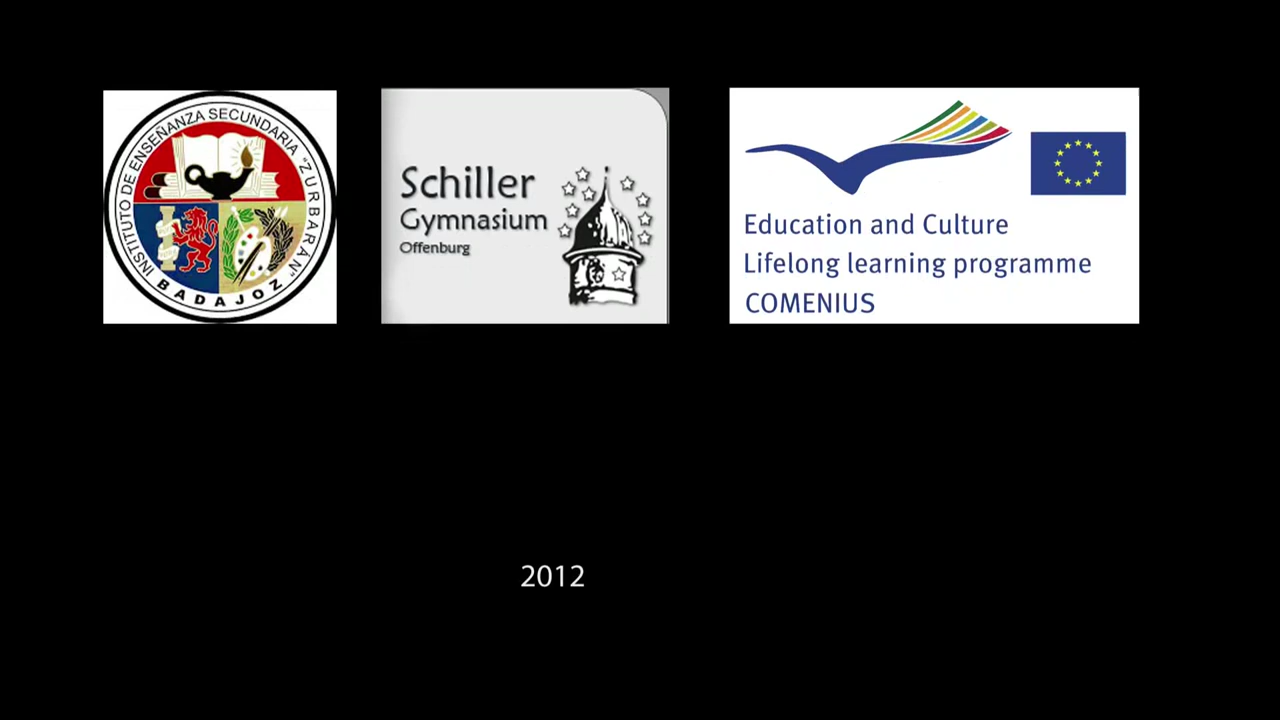 INSTITUTO DE ENSEÑANZA SECUNDARIA "ZURBARÁN"
BADAJOZ
Schiller
Gymnasium
Offenburg
Education and Culture
Lifelong learning programme
COMENIUS
2012